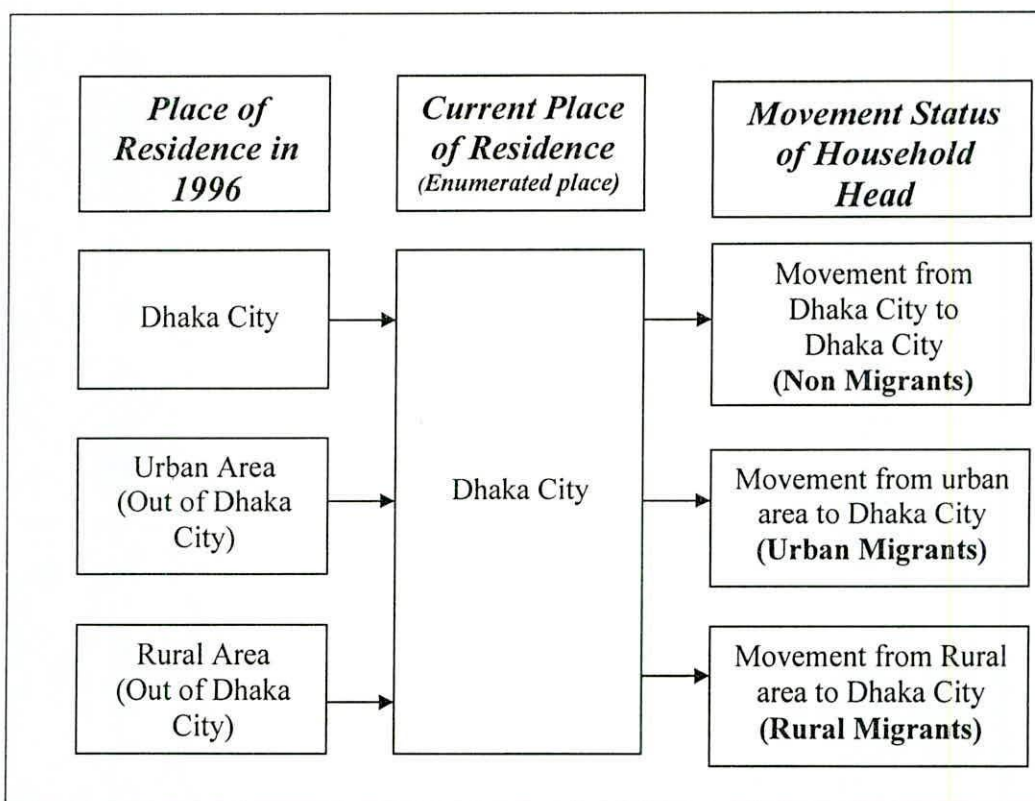 Place of
Residence in
1996
Current Place
of Residence
(Enumerated place)
Movement Status
of Household
Head
Dhaka City
Urban Area
(Out of Dhaka
City)
Rural Area
(Out of Dhaka
City)
Dhaka City
Movement from
Dhaka City to
Dhaka City
(Non Migrants)
Movement from urban
area to Dhaka City
(Urban Migrants)
Movement from Rural
area to Dhaka City
(Rural Migrants)